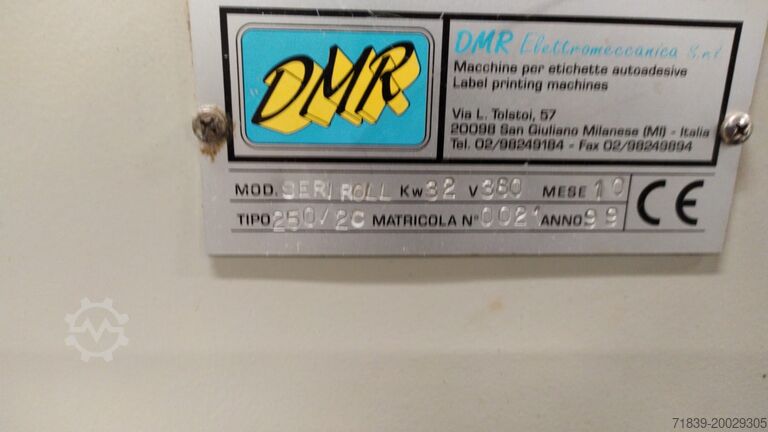 DMR
DMR Elettromeccanica S.r.l
Macchine per etichette autoadesive
Label printing machines
Via L. Tolstoi, 57
20098 San Giuliano Milanese (MI) - Italia
Tel. 02/98249184 - Fax 02/98249894
MOD. SERI ROLL Kw 32 V 360 MESE 10
TIPO 250/2C MATRICOLA N° 0021 ANNO 99
CE
71839-20029305